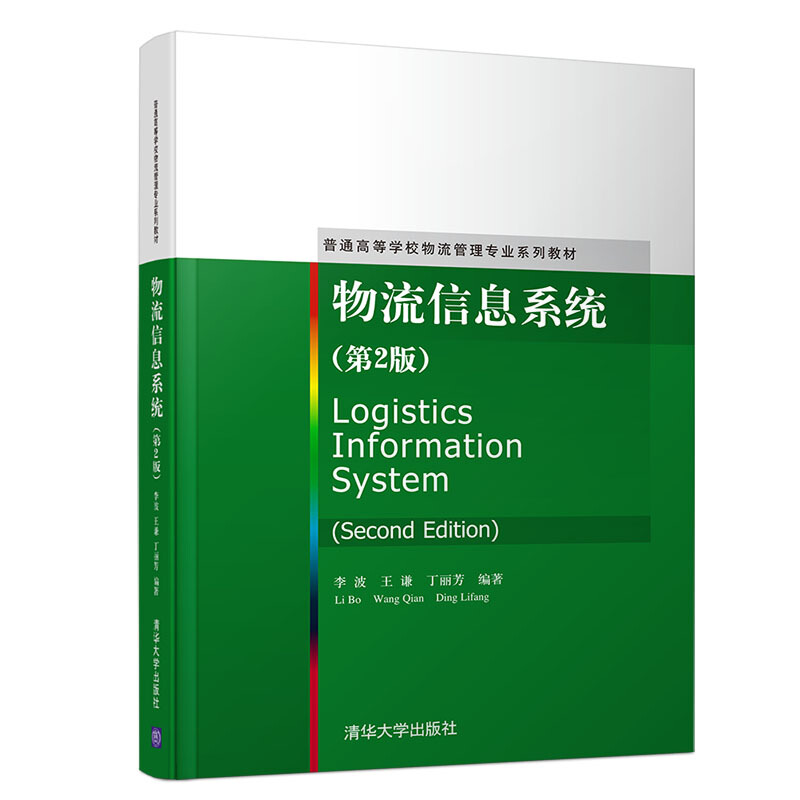 普通高等学校物流管理专业系列教材
物流信息系统
（第2版）
Logistics
Information
System
(Second Edition)
李波 王谦 丁丽芳 编著
Li Bo Wang Qian Ding Lifang
清华大学出版社
普通高等学校物流管理专业系列教材
物流信息系统（第2版）
李波 王谦 丁丽芳 编著
清华大学出版社